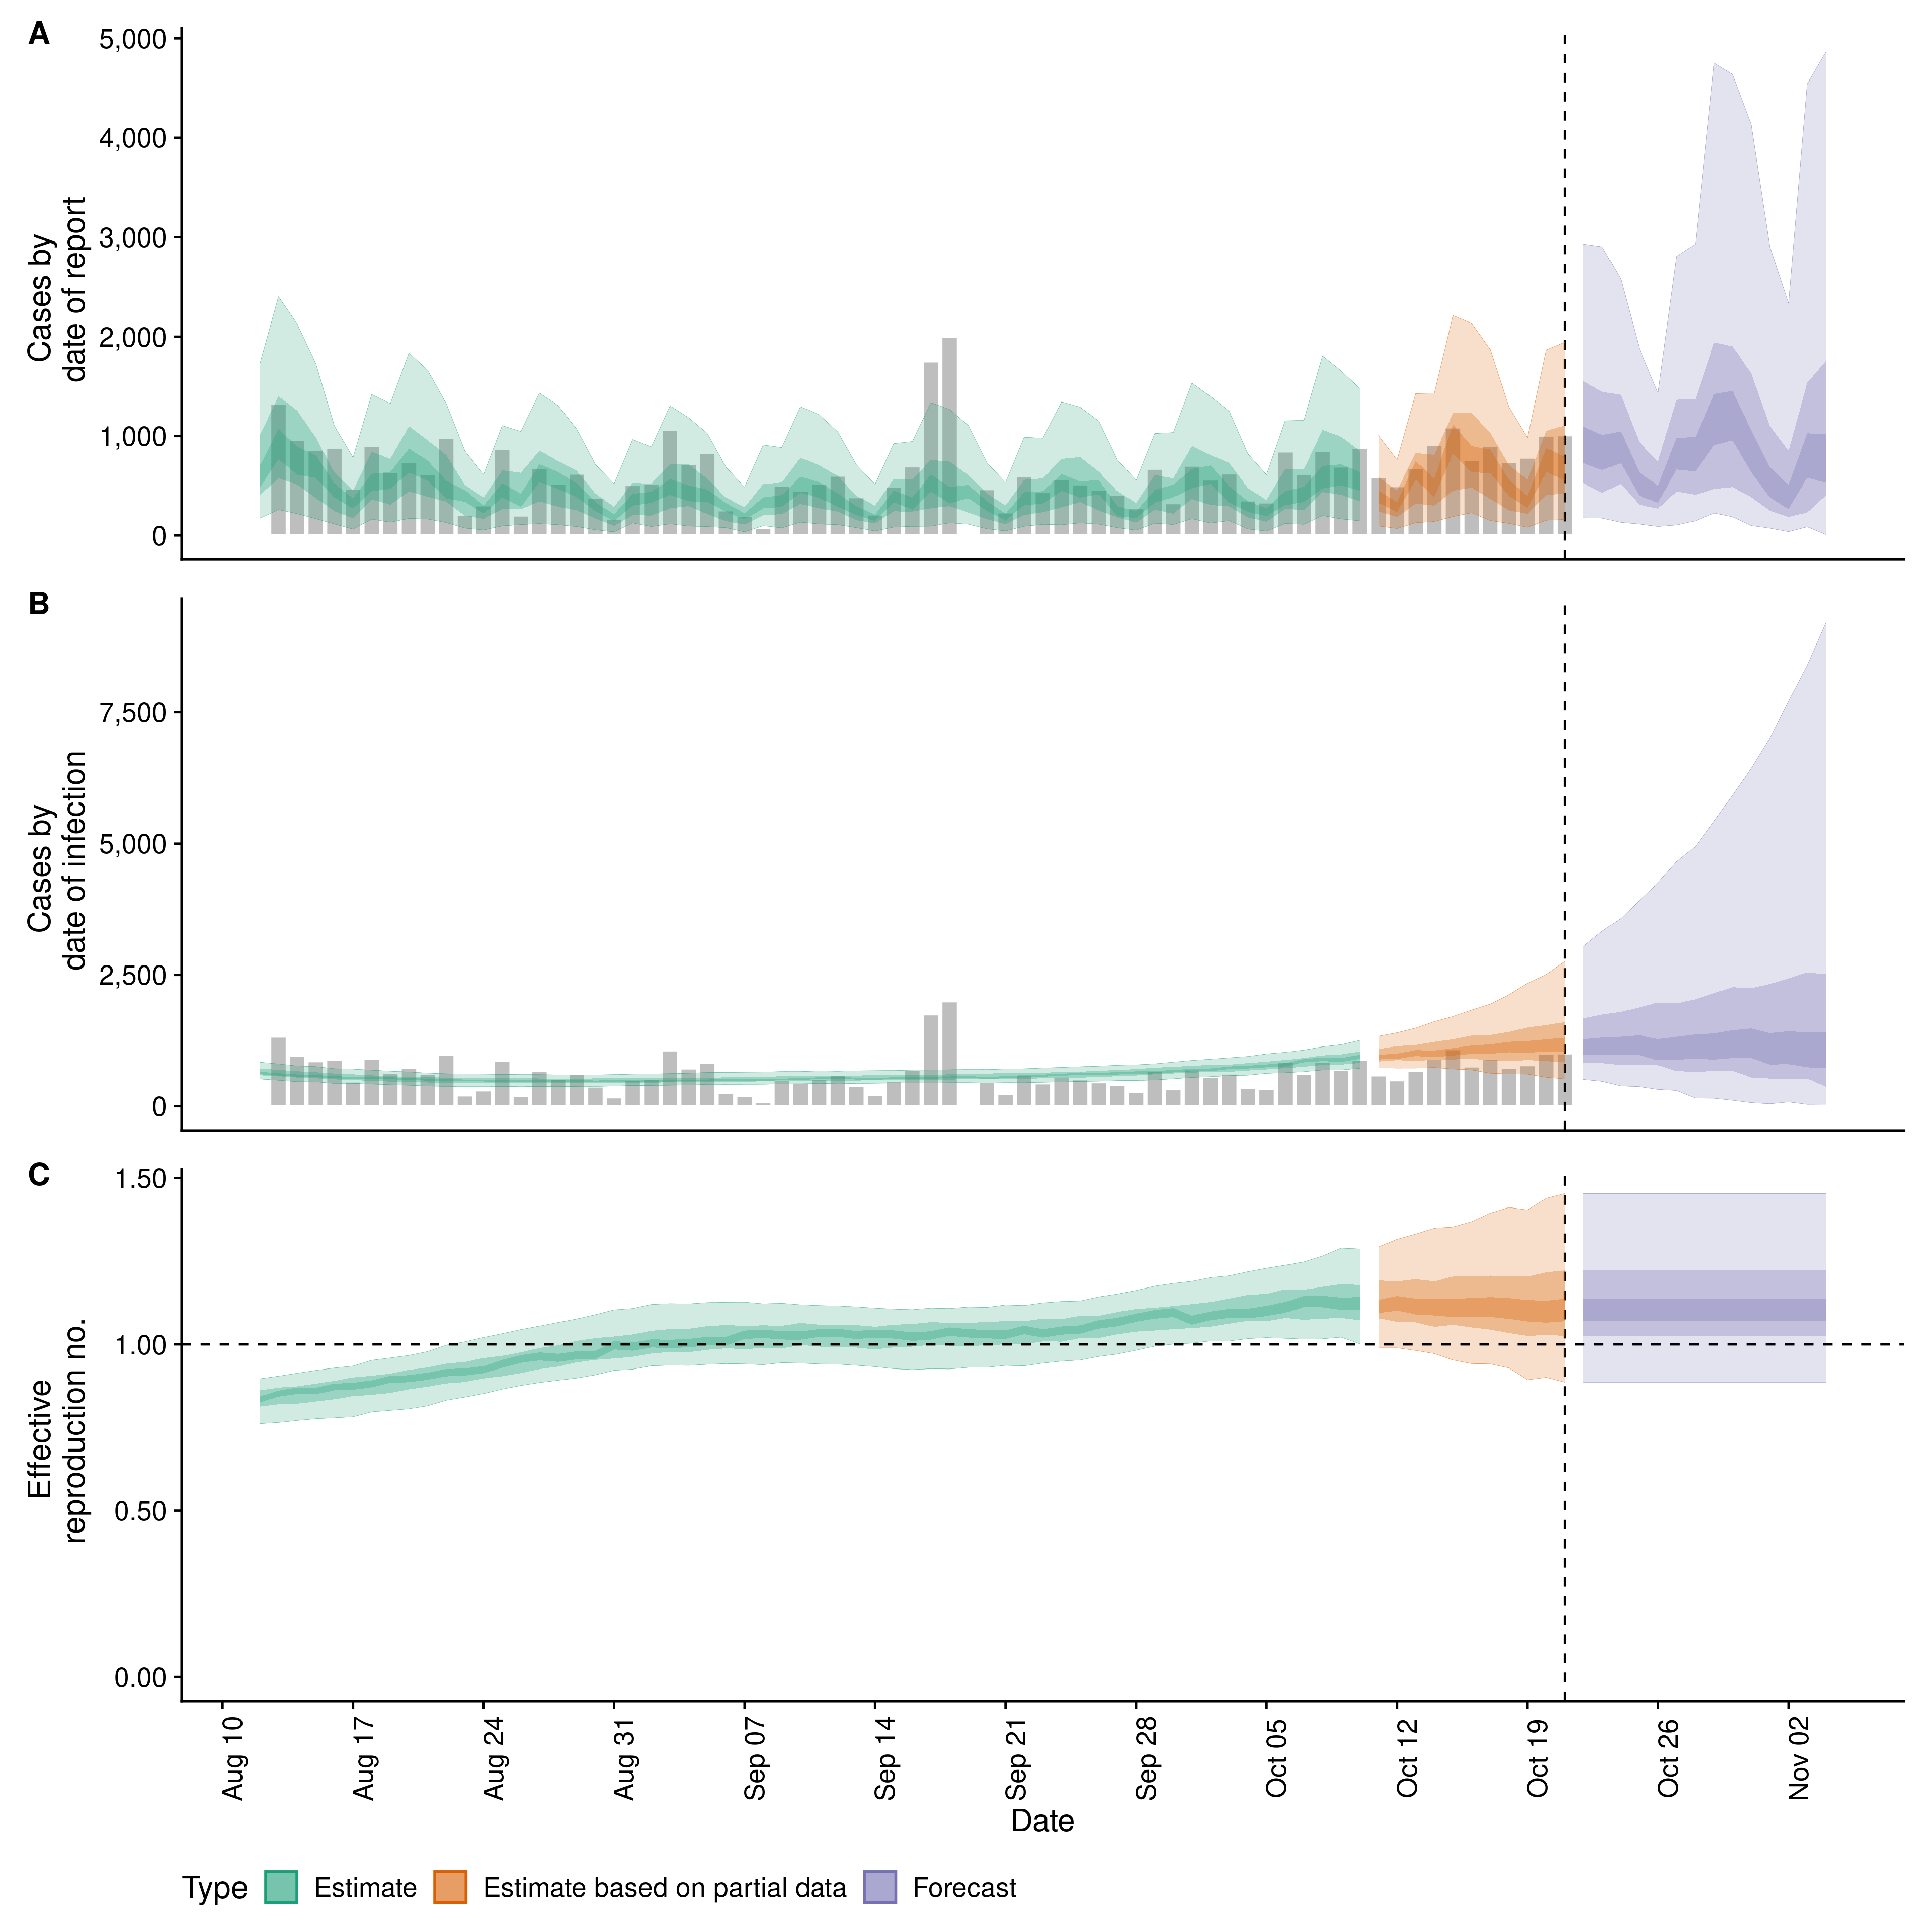 A
5,000
4,000
3,000
2,000
1,000
0
Cases by
date of report
B
7,500
5,000
2,500
0
Cases by
date of infection
C
1.50
1.00
0.50
0.00
Effective
reproduction no.
Aug 10
Aug 17
Aug 24
Aug 31
Sep 07
Sep 14
Sep 21
Sep 28
Oct 05
Oct 12
Oct 19
Oct 26
Nov 02
Date
Type Estimate Estimate based on partial data Forecast